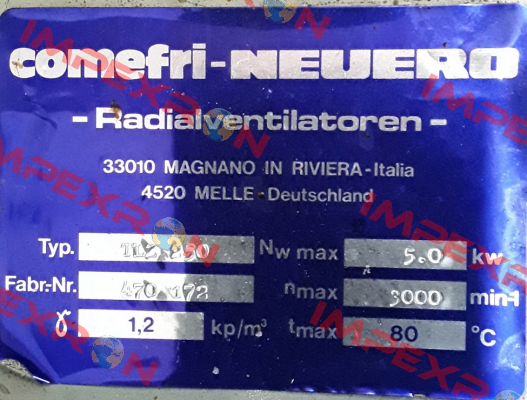 comefri-NEUERO
- Radialventilatoren -
33010 MAGNANO IN RIVIERA-Italia
4520 MELLE-Deutschland
Typ. Nw max 5.0 kw
Fabr.-Nr. nmax 3000 min-1
γ 1,2 kp/m³ tmax 80 °C
IMPEXRON